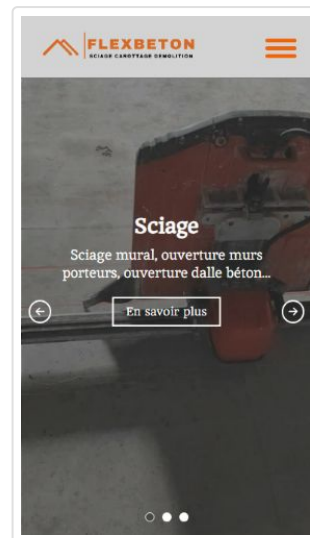 FLEXBETON
SCIAGE CAROTTAGE DEMOLITION
Sciage
Sciage mural, ouverture murs
porteurs, ouverture dalle béton...
En savoir plus